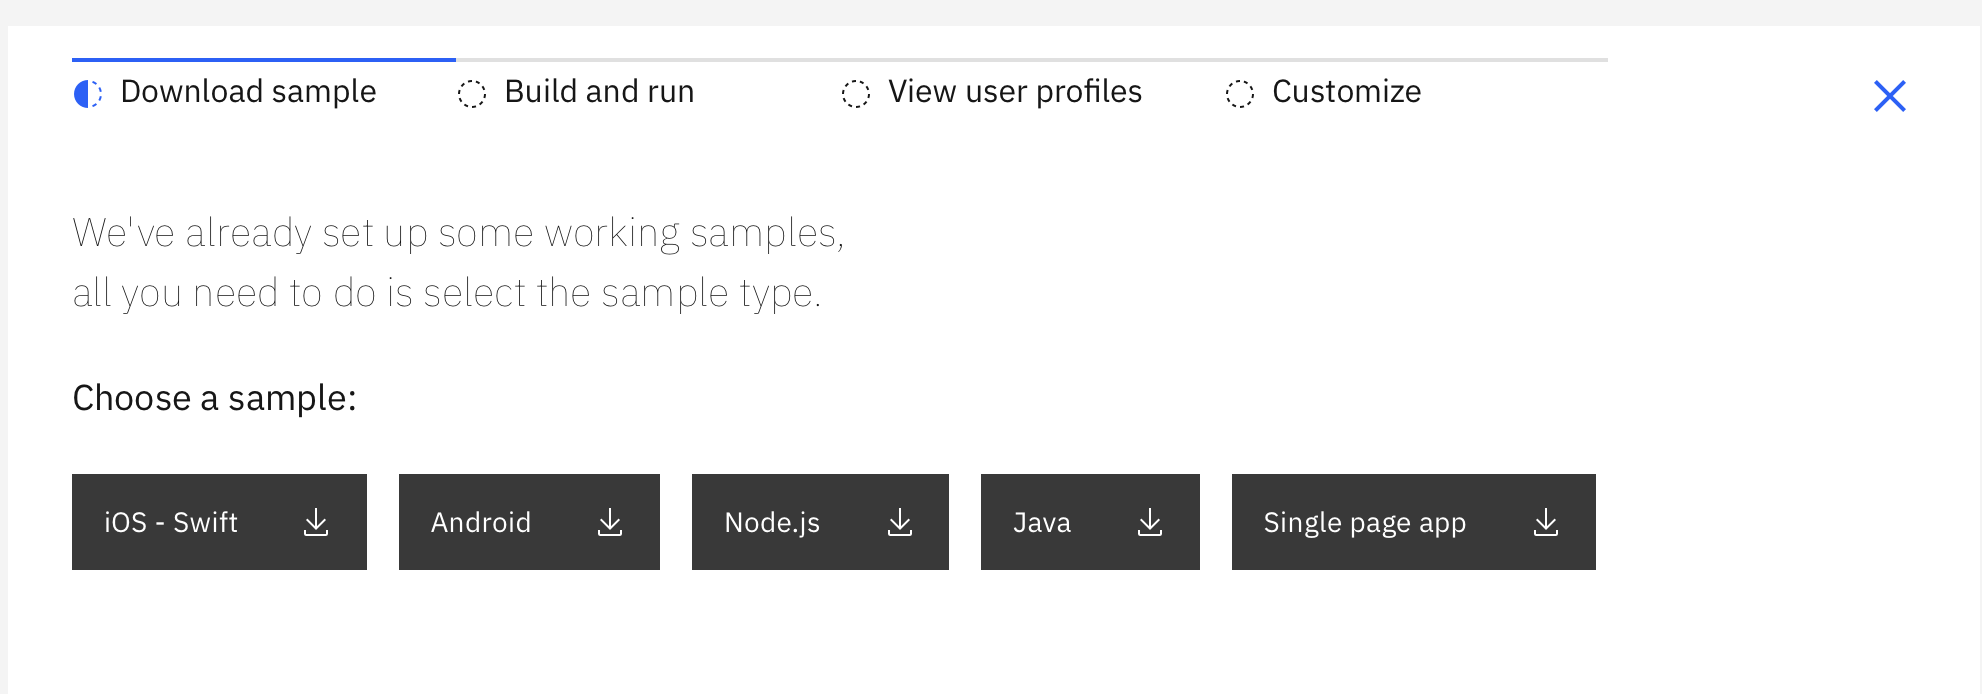 Download sample
Build and run
View user profiles
Customize
We've already set up some working samples,
all you need to do is select the sample type.
Choose a sample:
iOS - Swift
Android
Node.js
Java
Single page app